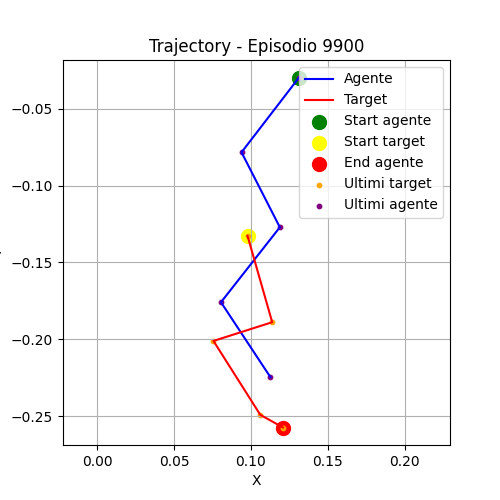 Trajectory - Episodio 9900
Agente
Target
Start agente
Start target
End agente
Ultimi target
Ultimi agente
−0.05
−0.10
−0.15
−0.20
−0.25
0.00 0.05 0.10 0.15 0.20
X